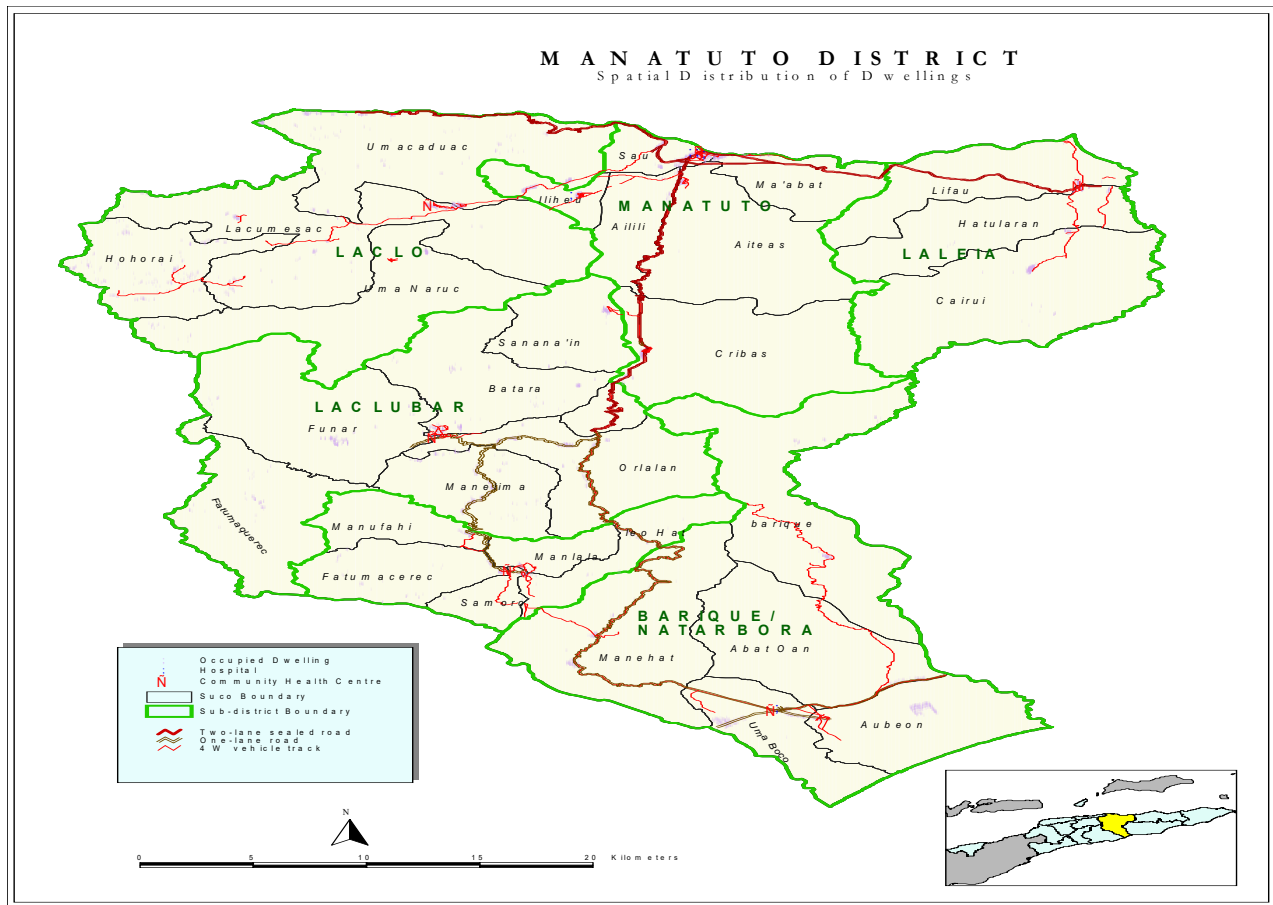 MANATUTO DISTRICT
Spatial Distribution of Dwellings
Umacaduac
Sau
Ma'abat
Lifau
Iliheu
MANATUTO
Hatularan
Lacumesac
Ailili
Aiteas
Hohorai
LACLO
LALEIA
Uma Naruc
Cairui
Sanana'in
Cribas
Batara
LACLUBAR
Funar
Orlalan
Manelima
Fatumaquerec
Manufahi
barique
leo Hat
Manlala
Fatumacerec
Samoro
BARIQUE/
NATARBORA
Manehat
Abat Oan
Uma Boco
Aubeon
Occupied Dwelling
Hospital
Ñ Community Health Centre
Suco Boundary
Sub-district Boundary
Two-lane sealed road
One-lane road
4W vehicle track
N
0 5 10 15 20 Kilometers